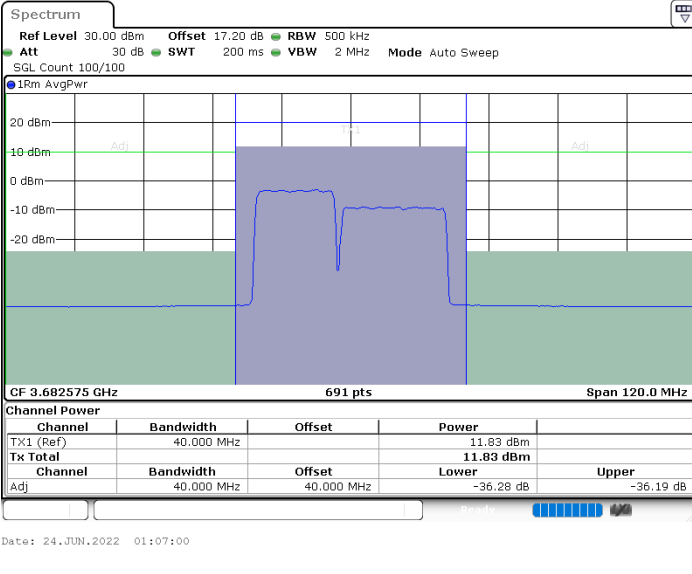 Spectrum
Ref Level 30.00 dBm Offset 17.20 dB RBW 500 kHz
Att 30 dB SWT 200 ms VBW 2 MHz Mode Auto Sweep
SGL Count 100/100
1Rm AvgPwr
20 dBm
TX1
Adj Adj
10 dBm
0 dBm
-10 dBm
-20 dBm
CF 3.682575 GHz 691 pts Span 120.0 MHz
Channel Power
Channel Bandwidth Offset Power
TX1 (Ref) 40.000 MHz 11.83 dBm
Tx Total 11.83 dBm
Channel Bandwidth Offset Lower Upper
Adj 40.000 MHz 40.000 MHz -36.28 dB -36.19 dB
Ready
Date: 24.JUN.2022 01:07:00